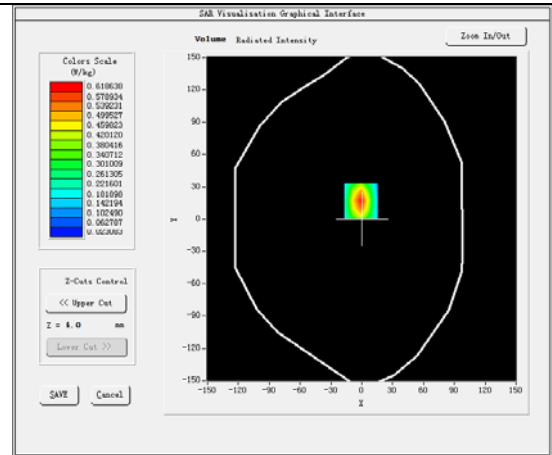 SAR Visualisation Graphical Interface
Volume Radiated Intensity
Zoom In/Out
Colors Scale
(W/kg)
0.618638
0.578934
0.539231
0.499527
0.459823
0.420120
0.380416
0.340712
0.301009
0.261305
0.221601
0.181898
0.142194
0.102490
0.062787
0.023083
Z-Cuts Control
<< Upper Cut
Z = 4.0 mm
Lower Cut >>
SAVE
Cancel
150
120
90
60
30
0
-30
-60
-90
-120
-150
Y
-150 -120 -90 -60 -30 0 30 60 90 120 150
X